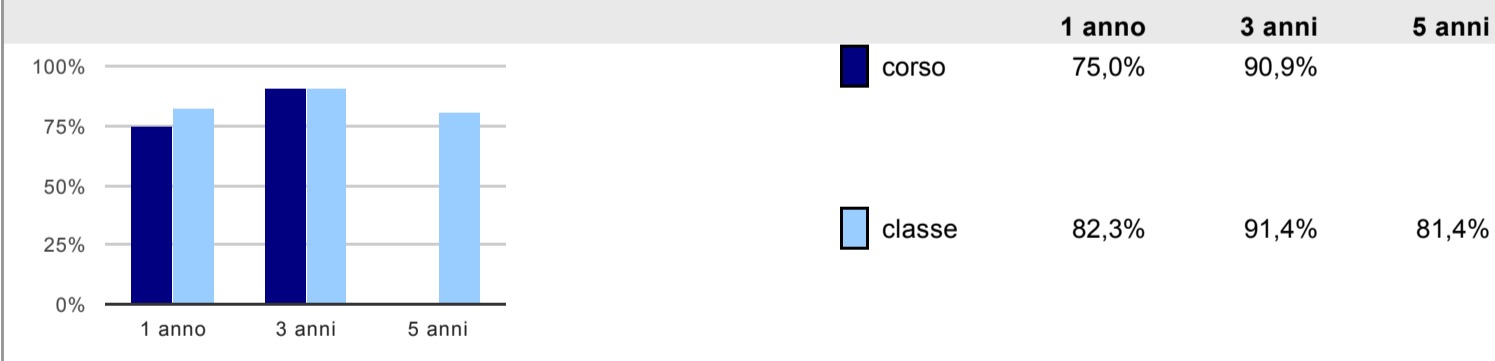 1 anno 3 anni 5 anni
100%
75%
50%
25%
0%
1 anno 3 anni 5 anni
corso 75,0% 90,9%
classe 82,3% 91,4% 81,4%